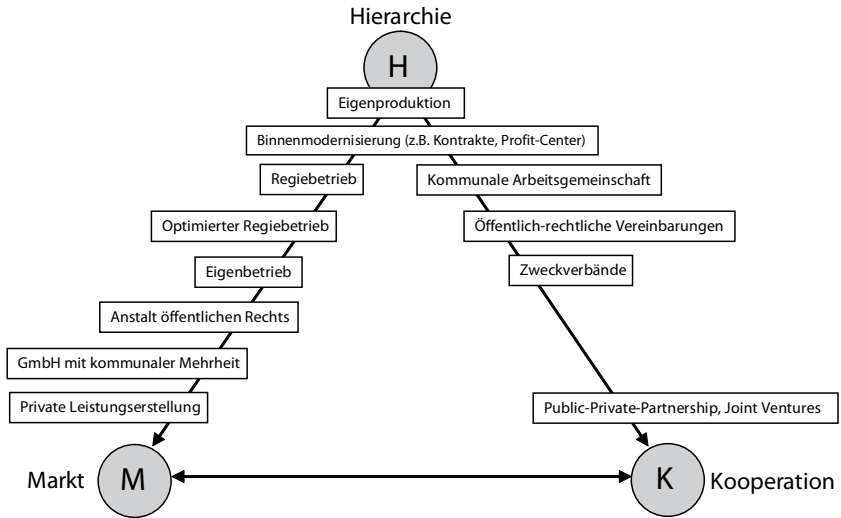 Hierarchie
H
Eigenproduktion
Binnenmodernisierung (z.B. Kontrakte, Profit-Center)
Regiebetrieb
Kommunale Arbeitsgemeinschaft
Optimierter Regiebetrieb
Öffentlich-rechtliche Vereinbarungen
Eigenbetrieb
Zweckverbände
Anstalt öffentlichen Rechts
GmbH mit kommunaler Mehrheit
Private Leistungserstellung
Public-Private-Partnership, Joint Ventures
Markt
M
K
Kooperation